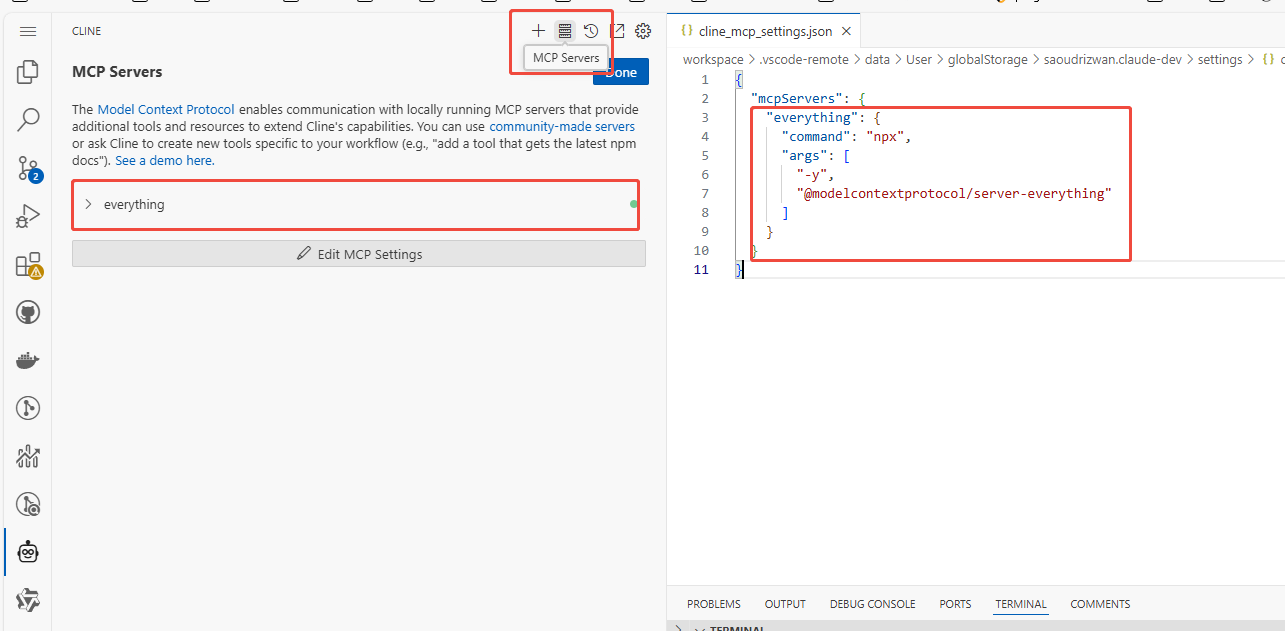 CLINE
MCP Servers
MCP Servers
Done
The Model Context Protocol enables communication with locally running MCP servers that provide
additional tools and resources to extend Cline's capabilities. You can use community-made servers
or ask Cline to create new tools specific to your workflow (e.g., "add a tool that gets the latest npm
docs"). See a demo here.
everything
Edit MCP Settings
2
{} cline_mcp_settings.json
workspace > .vscode-remote > data > User > globalStorage > saoudrizwan.claude-dev > settings > {}
1 {
2 "mcpServers": {
3 "everything": {
4 "command": "npx",
5 "args": [
6 "-y",
7 "@modelcontextprotocol/server-everything"
8 ]
9 }
10 }
11 }
PROBLEMS OUTPUT DEBUG CONSOLE PORTS TERMINAL COMMENTS
TERMINAL